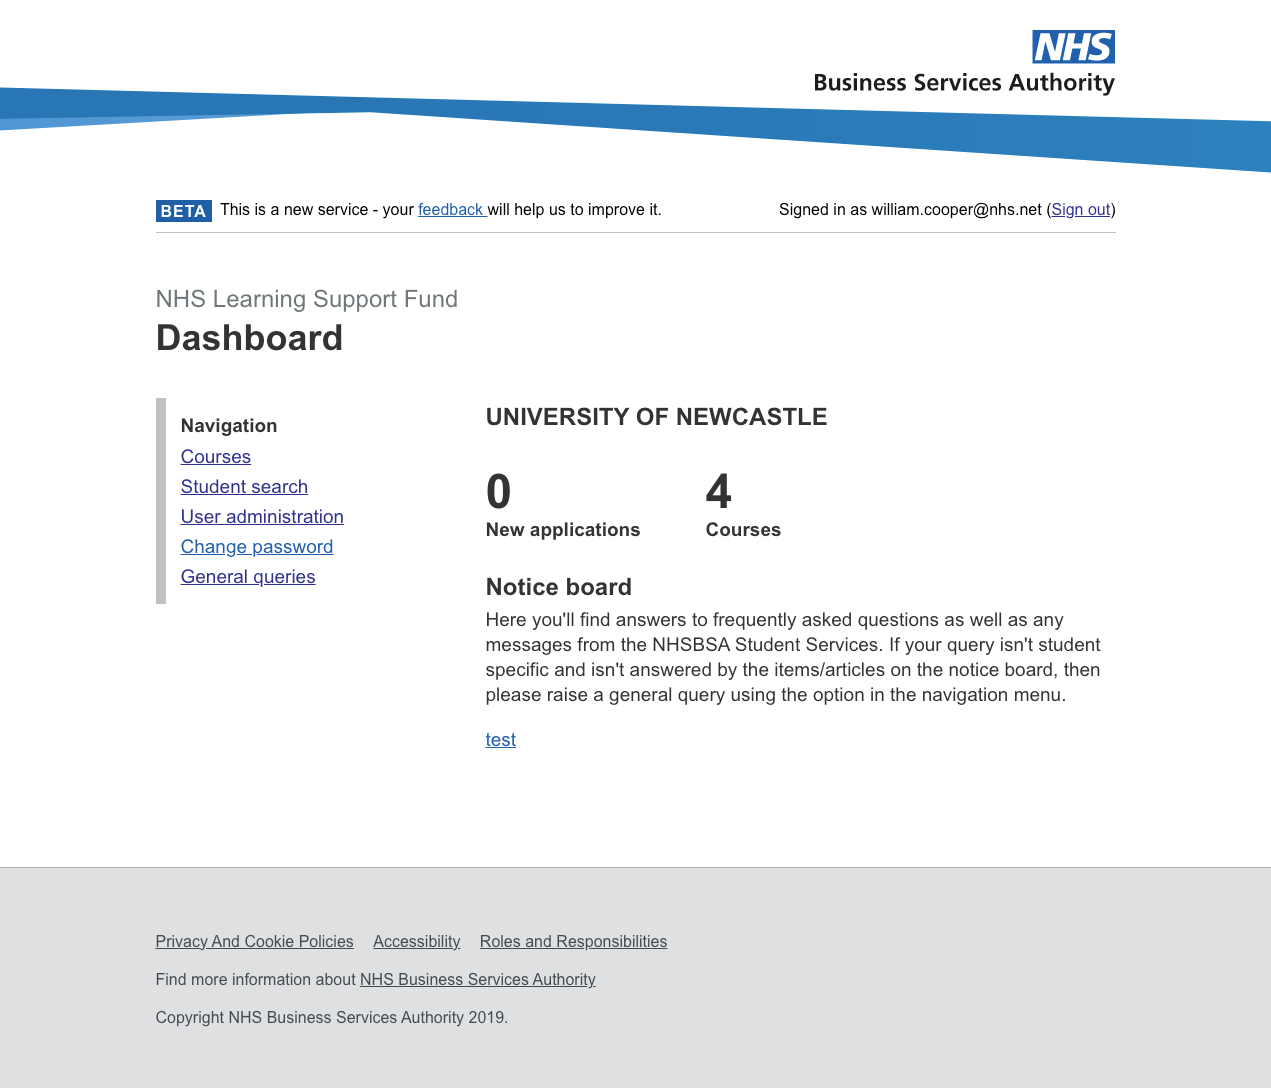 NHS
Business Services Authority
BETA This is a new service - your feedback will help us to improve it.
Signed in as william.cooper@nhs.net (Sign out)
NHS Learning Support Fund
Dashboard
Navigation
Courses
Student search
User administration
Change password
General queries
UNIVERSITY OF NEWCASTLE
0 4
New applications Courses
Notice board
Here you'll find answers to frequently asked questions as well as any
messages from the NHSBSA Student Services. If your query isn't student
specific and isn't answered by the items/articles on the notice board, then
please raise a general query using the option in the navigation menu.
test
Privacy And Cookie Policies Accessibility Roles and Responsibilities
Find more information about NHS Business Services Authority
Copyright NHS Business Services Authority 2019.